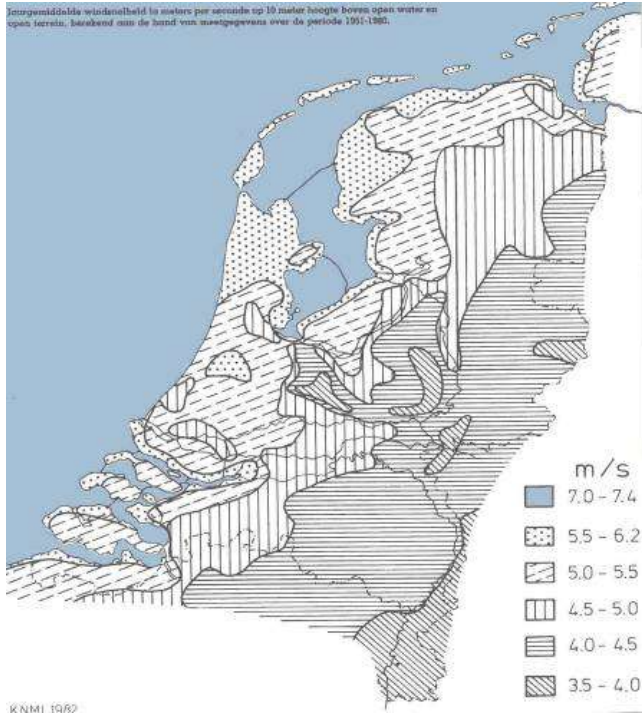 Jaargemiddelde windsnelheid in meters per seconde op 10 meter hoogte boven open water en
open terrein, berekend aan de hand van meetgegevens over de periode 1951-1980.
m/s
7.0 - 7.4
5.5 - 6.2
5.0 - 5.5
4.5 - 5.0
4.0 - 4.5
3.5 - 4.0
KNMI 1982